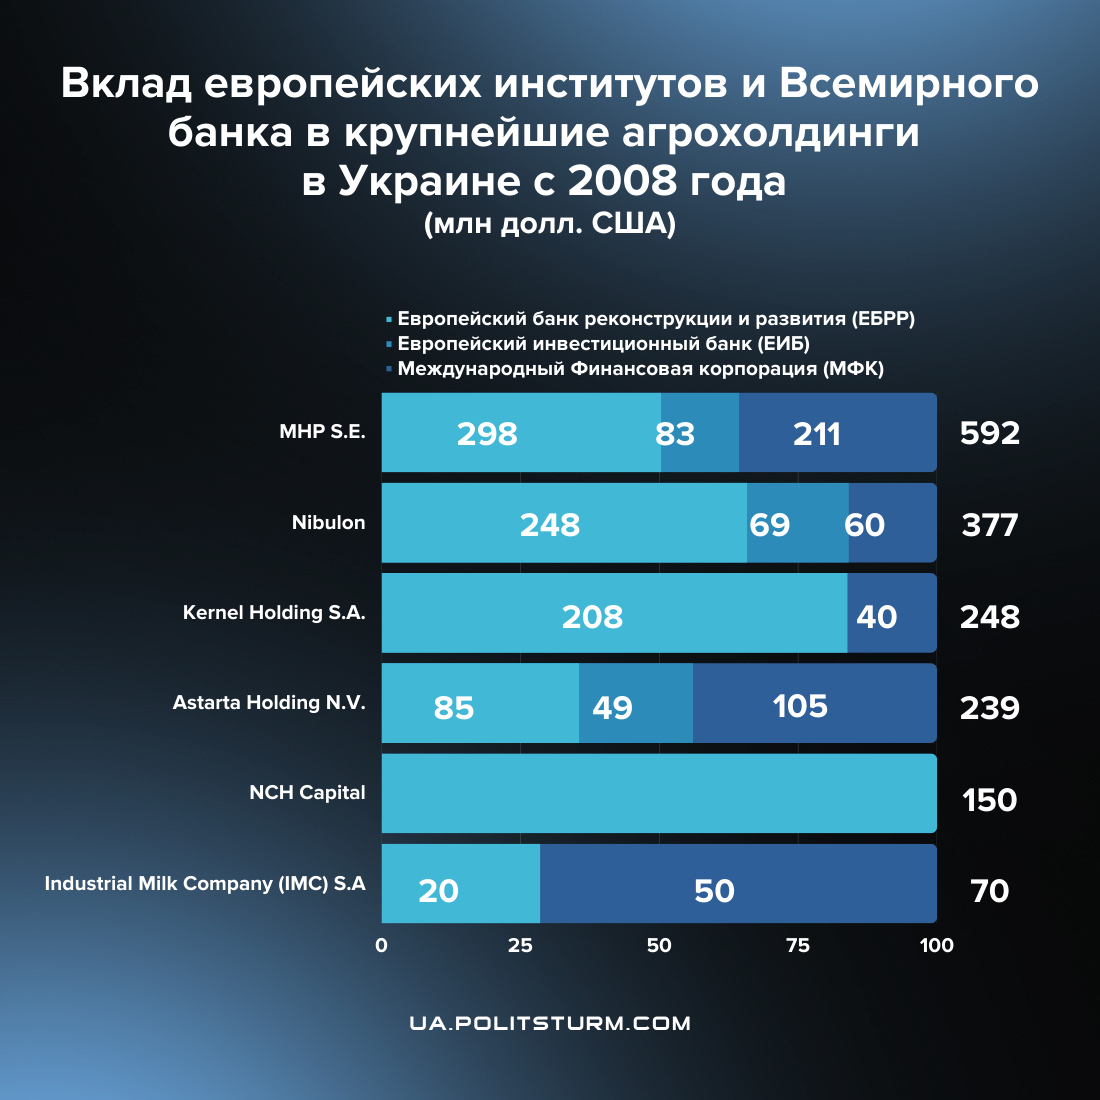 Вклад европейских институтов и Всемирного
банка в крупнейшие агрохолдинги
в Украине с 2008 года
(млн долл. США)
Европейский банк реконструкции и развития (ЕБРР)
Европейский инвестиционный банк (ЕИБ)
Международный Финансовая корпорация (МФК)
MHP S.E. 298 83 211 592
Nibulon 248 69 60 377
Kernel Holding S.A. 208 40 248
Astarta Holding N.V. 85 49 105 239
NCH Capital 150
Industrial Milk Company (IMC) S.A 20 50 70
0 25 50 75 100
UA.POLITSTURM.COM